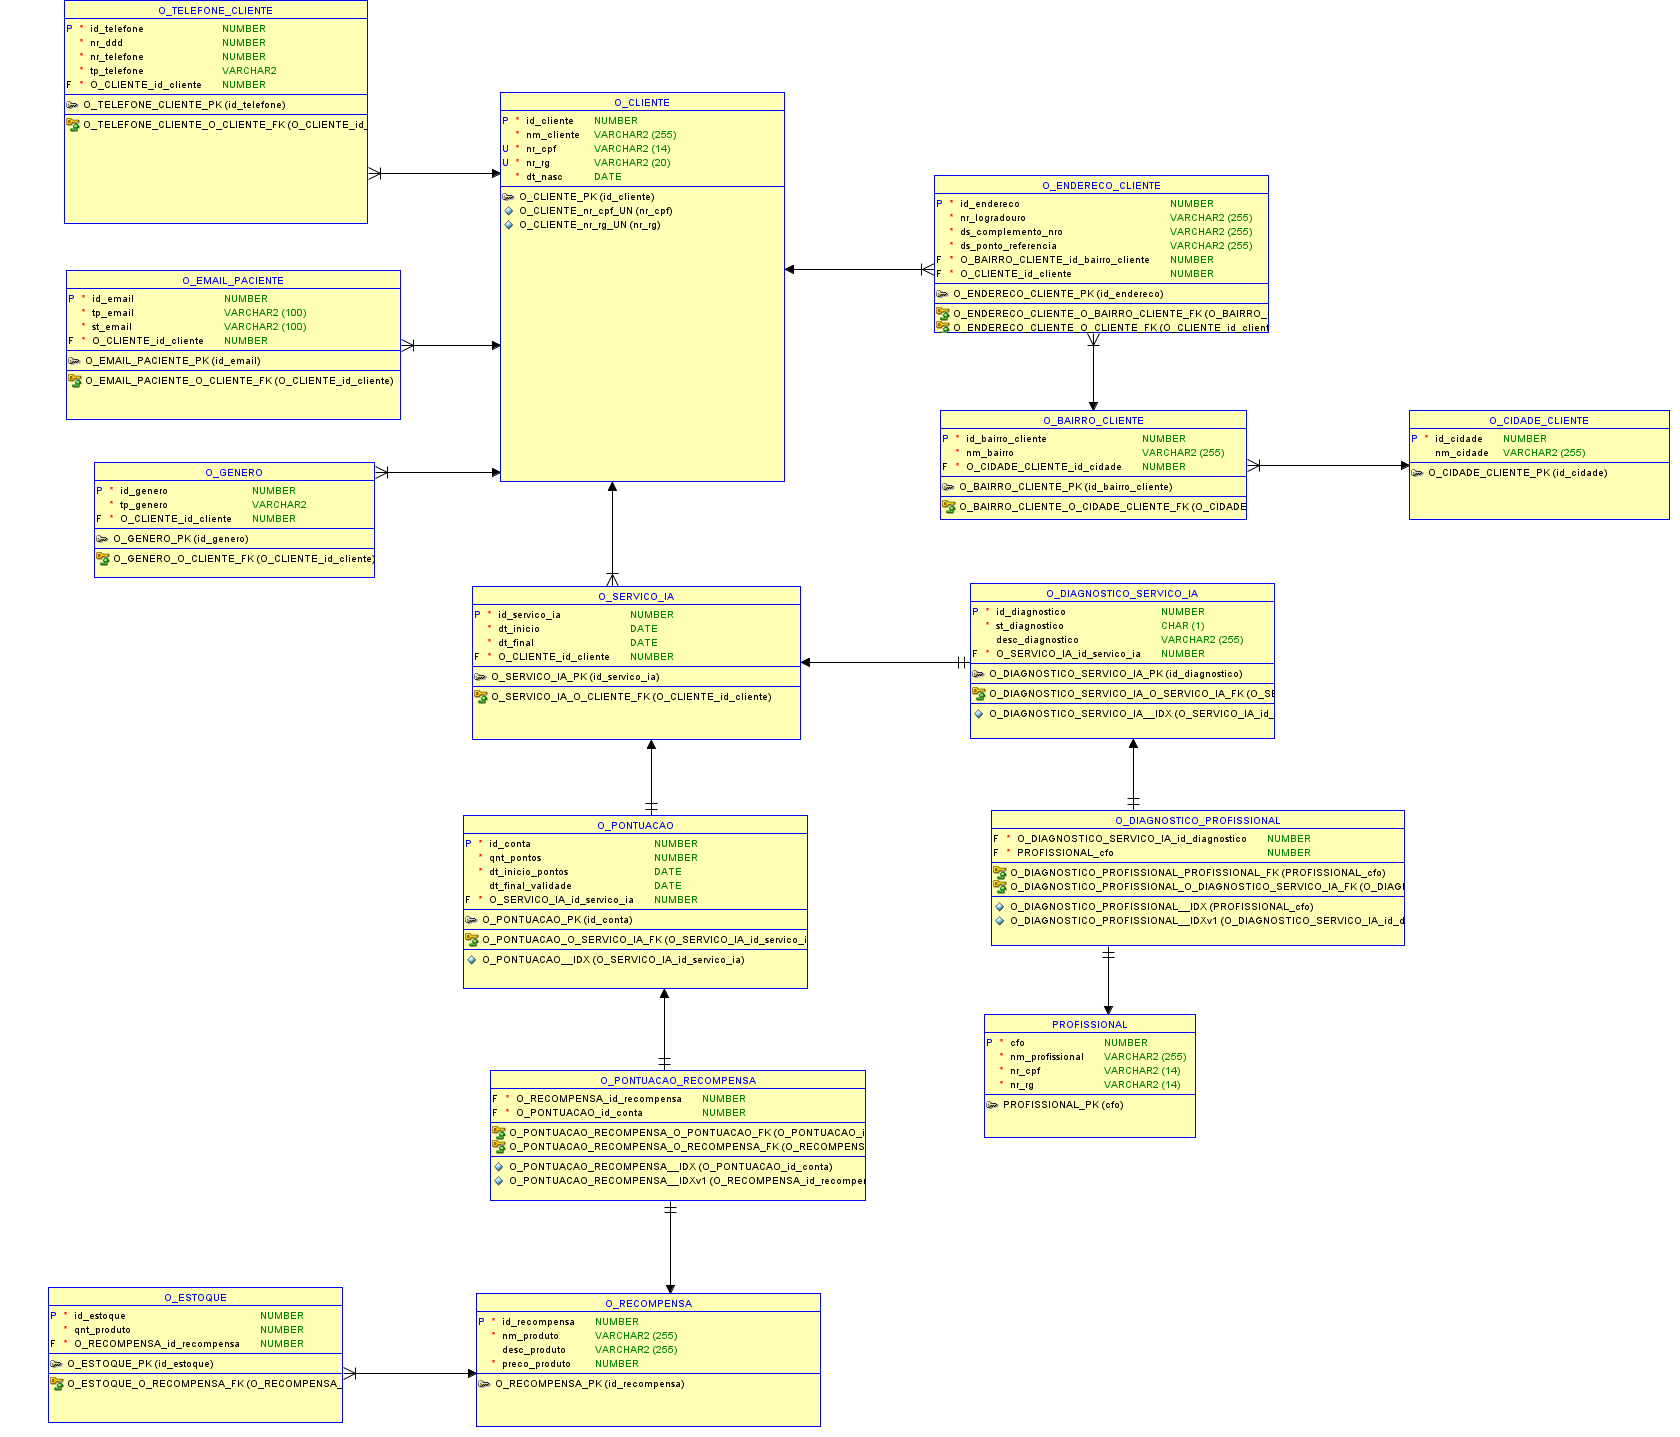 O_TELEFONE_CLIENTE
P * id_telefone NUMBER
* nr_ddd NUMBER
* nr_telefone NUMBER
* tp_telefone VARCHAR2
F * O_CLIENTE_id_cliente NUMBER
O_TELEFONE_CLIENTE_PK (id_telefone)
O_TELEFONE_CLIENTE_O_CLIENTE_FK (O_CLIENTE_id_
O_CLIENTE
P * id_cliente NUMBER
* nm_cliente VARCHAR2 (255)
U * nr_cpf VARCHAR2 (14)
U * nr_rg VARCHAR2 (20)
* dt_nasc DATE
O_CLIENTE_PK (id_cliente)
O_CLIENTE_nr_cpf_UN (nr_cpf)
O_CLIENTE_nr_rg_UN (nr_rg)
O_ENDERECO_CLIENTE
P * id_endereco NUMBER
* nr_logradouro VARCHAR2 (255)
* ds_complemento_nro VARCHAR2 (255)
* ds_ponto_referencia VARCHAR2 (255)
F * O_BAIRRO_CLIENTE_id_bairro_cliente NUMBER
F * O_CLIENTE_id_cliente NUMBER
O_ENDERECO_CLIENTE_PK (id_endereco)
O_ENDERECO_CLIENTE_O_BAIRRO_CLIENTE_FK (O_BAIRRO_
O_ENDERECO_CLIENTE_O_CLIENTE_FK (O_CLIENTE_id_client
O_EMAIL_PACIENTE
P * id_email NUMBER
* tp_email VARCHAR2 (100)
* st_email VARCHAR2 (100)
F * O_CLIENTE_id_cliente NUMBER
O_EMAIL_PACIENTE_PK (id_email)
O_EMAIL_PACIENTE_O_CLIENTE_FK (O_CLIENTE_id_cliente)
O_BAIRRO_CLIENTE
P * id_bairro_cliente NUMBER
* nm_bairro VARCHAR2 (255)
F * O_CIDADE_CLIENTE_id_cidade NUMBER
O_BAIRRO_CLIENTE_PK (id_bairro_cliente)
O_BAIRRO_CLIENTE_O_CIDADE_CLIENTE_FK (O_CIDADE
O_CIDADE_CLIENTE
P * id_cidade NUMBER
nm_cidade VARCHAR2 (255)
O_CIDADE_CLIENTE_PK (id_cidade)
O_GENERO
P * id_genero NUMBER
* tp_genero VARCHAR2
F * O_CLIENTE_id_cliente NUMBER
O_GENERO_PK (id_genero)
O_GENERO_O_CLIENTE_FK (O_CLIENTE_id_cliente)
O_SERVICO_IA
P * id_servico_ia NUMBER
* dt_inicio DATE
* dt_final DATE
F * O_CLIENTE_id_cliente NUMBER
O_SERVICO_IA_PK (id_servico_ia)
O_SERVICO_IA_O_CLIENTE_FK (O_CLIENTE_id_cliente)
O_DIAGNOSTICO_SERVICO_IA
P * id_diagnostico NUMBER
* st_diagnostico CHAR (1)
desc_diagnostico VARCHAR2 (255)
F * O_SERVICO_IA_id_servico_ia NUMBER
O_DIAGNOSTICO_SERVICO_IA_PK (id_diagnostico)
O_DIAGNOSTICO_SERVICO_IA_O_SERVICO_IA_FK (O_SE
O_DIAGNOSTICO_SERVICO_IA__IDX (O_SERVICO_IA_id_
O_PONTUACAO
P * id_conta NUMBER
* qnt_pontos NUMBER
* dt_inicio_pontos DATE
dt_final_validade DATE
F * O_SERVICO_IA_id_servico_ia NUMBER
O_PONTUACAO_PK (id_conta)
O_PONTUACAO_O_SERVICO_IA_FK (O_SERVICO_IA_id_servico_i
O_PONTUACAO__IDX (O_SERVICO_IA_id_servico_ia)
O_DIAGNOSTICO_PROFISSIONAL
F * O_DIAGNOSTICO_SERVICO_IA_id_diagnostico NUMBER
F * PROFISSIONAL_cfo NUMBER
O_DIAGNOSTICO_PROFISSIONAL_PROFISSIONAL_FK (PROFISSIONAL_cfo)
O_DIAGNOSTICO_PROFISSIONAL_O_DIAGNOSTICO_SERVICO_IA_FK (O_DIAG
O_DIAGNOSTICO_PROFISSIONAL__IDX (PROFISSIONAL_cfo)
O_DIAGNOSTICO_PROFISSIONAL__IDXv1 (O_DIAGNOSTICO_SERVICO_IA_id_d
PROFISSIONAL
P * cfo NUMBER
* nm_profissional VARCHAR2 (255)
* nr_cpf VARCHAR2 (14)
* nr_rg VARCHAR2 (14)
PROFISSIONAL_PK (cfo)
O_PONTUACAO_RECOMPENSA
F * O_RECOMPENSA_id_recompensa NUMBER
F * O_PONTUACAO_id_conta NUMBER
O_PONTUACAO_RECOMPENSA_O_PONTUACAO_FK (O_PONTUACAO_i
O_PONTUACAO_RECOMPENSA_O_RECOMPENSA_FK (O_RECOMPENS
O_PONTUACAO_RECOMPENSA__IDX (O_PONTUACAO_id_conta)
O_PONTUACAO_RECOMPENSA__IDXv1 (O_RECOMPENSA_id_recompen
O_ESTOQUE
P * id_estoque NUMBER
* qnt_produto NUMBER
F * O_RECOMPENSA_id_recompensa NUMBER
O_ESTOQUE_PK (id_estoque)
O_ESTOQUE_O_RECOMPENSA_FK (O_RECOMPENSA_
O_RECOMPENSA
P * id_recompensa NUMBER
* nm_produto VARCHAR2 (255)
desc_produto VARCHAR2 (255)
* preco_produto NUMBER
O_RECOMPENSA_PK (id_recompensa)